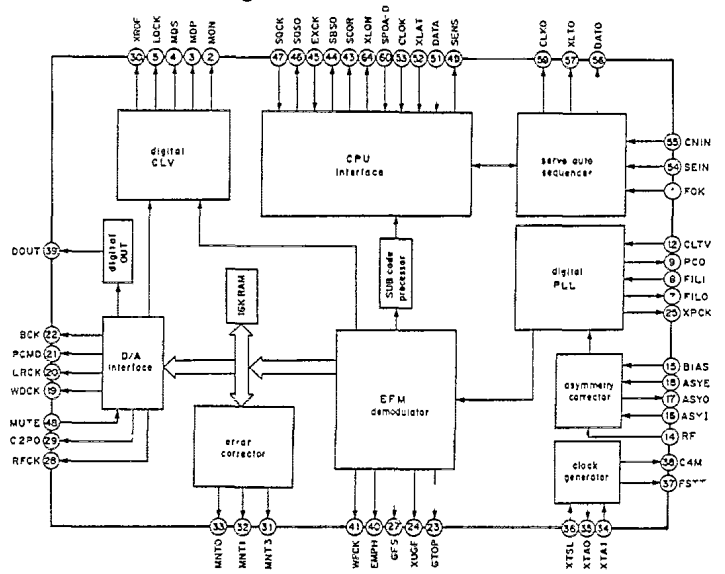 XROF LOCK MDS MDP MON SQCK SQSO EXCK SBSO SCOR XLON SPOA-D CLOK XLAT DATA SENS CLKO XLTO DATO
30 5 4 3 2 47 46 45 44 43 64 60 53 52 51 49 59 57 56
digital
CLV
CPU
Interface
servo auto
sequencer
55 CNIN
54 SEIN
1 FOK
DOUT 39
digital
OUT
16K RAM
SUB code
processor
digital
PLL
12 CLTV
9 PCO
8 FILI
7 FILO
25 XPCK
BCK 22
PCMD 21
LRCK 20
WDCK 19
MUTE 48
C2PO 29
RFCK 28
D/A
interface
error
corrector
EFM
demodulator
asymmetry
corrector
15 BIAS
18 ASYE
17 ASYO
16 ASYI
14 RF
clock
generator
38 C4M
37 FSTT
33 32 31 41 40 27 24 23 36 35 34
MNT0 MNT1 MNT3 WFCK EMPH GFS XUGF GTOP XTSL XTAO XTAI